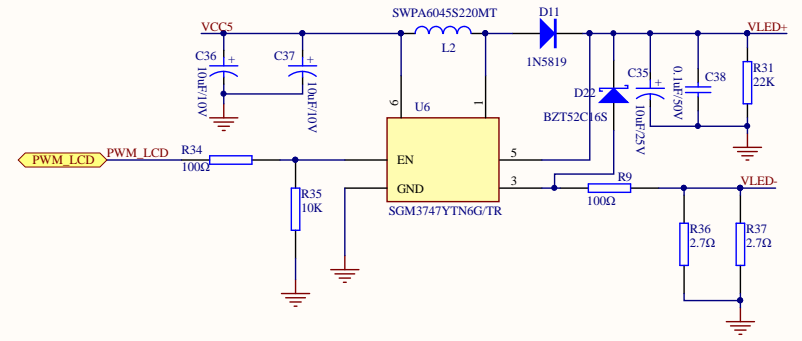 SWPA6045S220MT
D11
VCC5
VLED+
L2
1N5819
C36
10uF/10V
C37
10uF/10V
C35
10uF/25V
0.1uF/50V
C38
R31
22K
D22
BZT52C16S
6
1
U6
PWM_LCD
PWM_LCD
R34
100Ω
EN
5
GND
3
R9
100Ω
VLED-
R35
10K
SGM3747YTN6G/TR
R36
2.7Ω
R37
2.7Ω